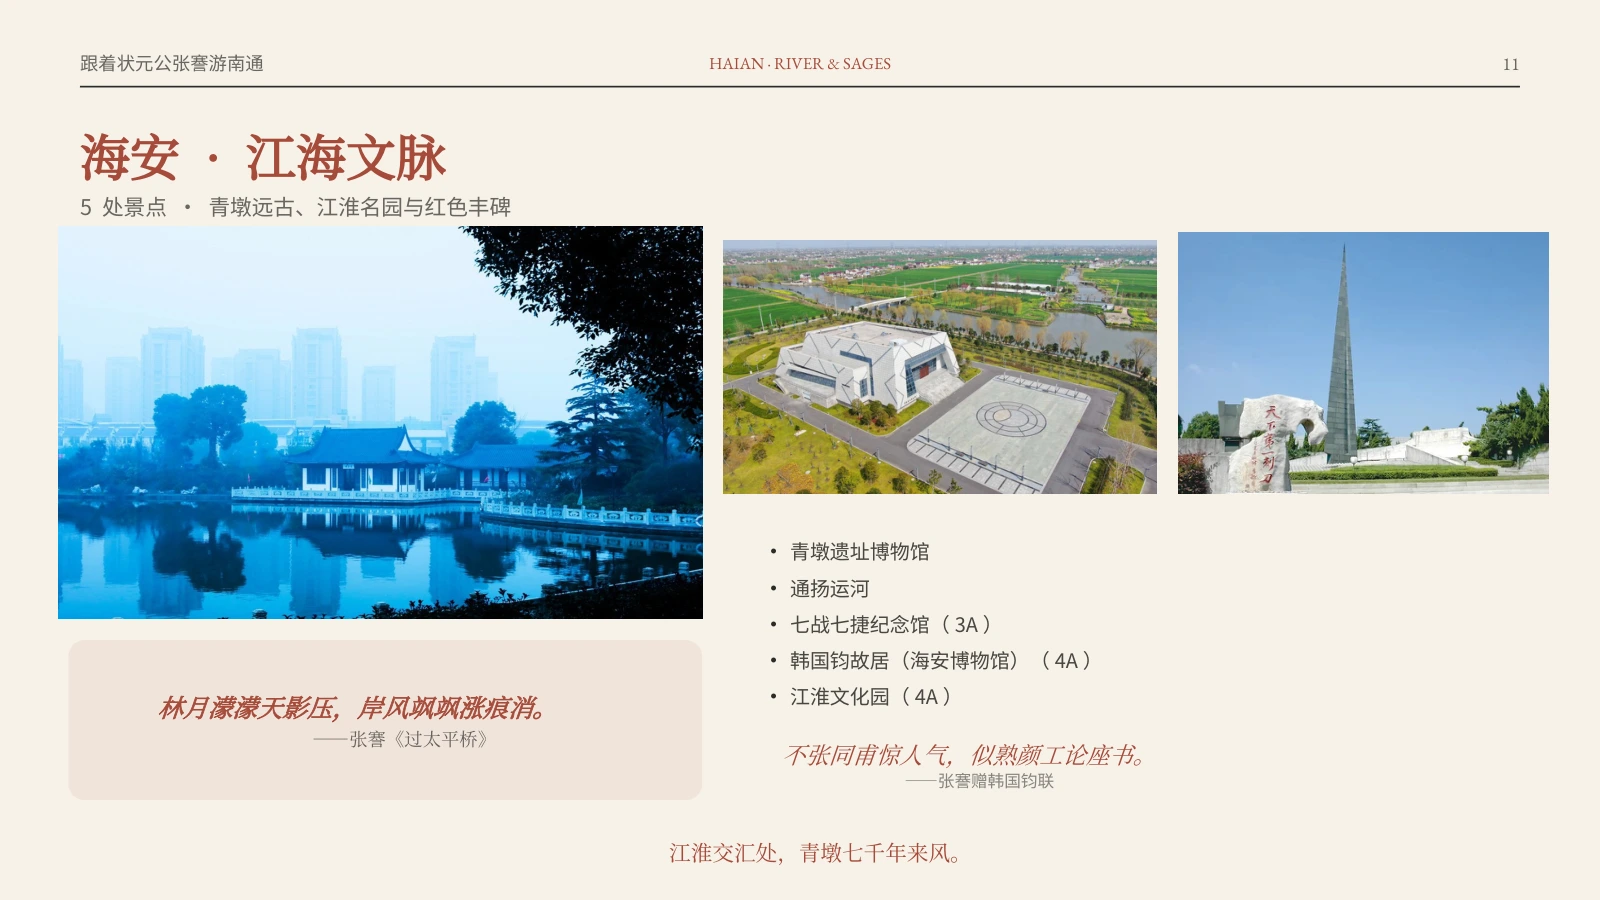 跟着状元公张謇游南通
HAIAN · RIVER & SAGES
11
海安 · 江海文脉
5 处景点 • 青墩远古、江淮名园与红色丰碑
天下第一刺刀
• 青墩遗址博物馆
• 通扬运河
• 七战七捷纪念馆（3A）
• 韩国钧故居（海安博物馆）（4A）
• 江淮文化园（4A）
林月濛濛天影压，岸风飒飒涨痕消。
——张謇《过太平桥》
不张同甫惊人气，似熟颜工论座书。
——张謇赠韩国钧联
江淮交汇处，青墩七千年来风。